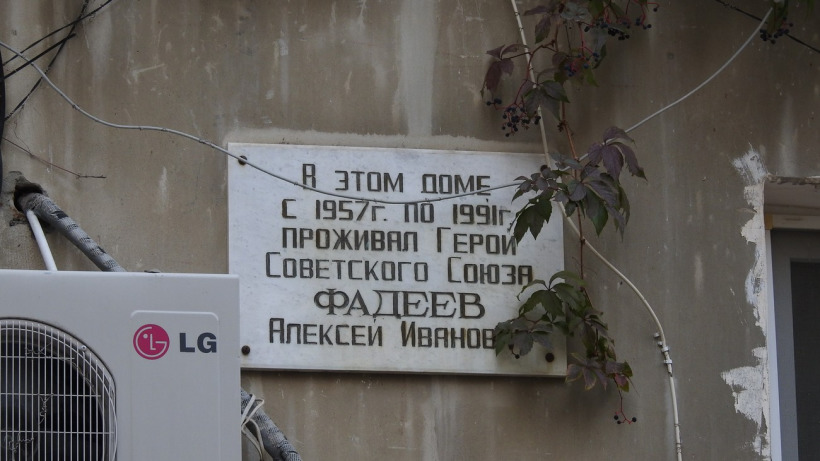 В этом доме
с 1957г. по 1991г
проживал Герой
Советского Союза
ФАДЕЕВ
Алексей Иванов
LG